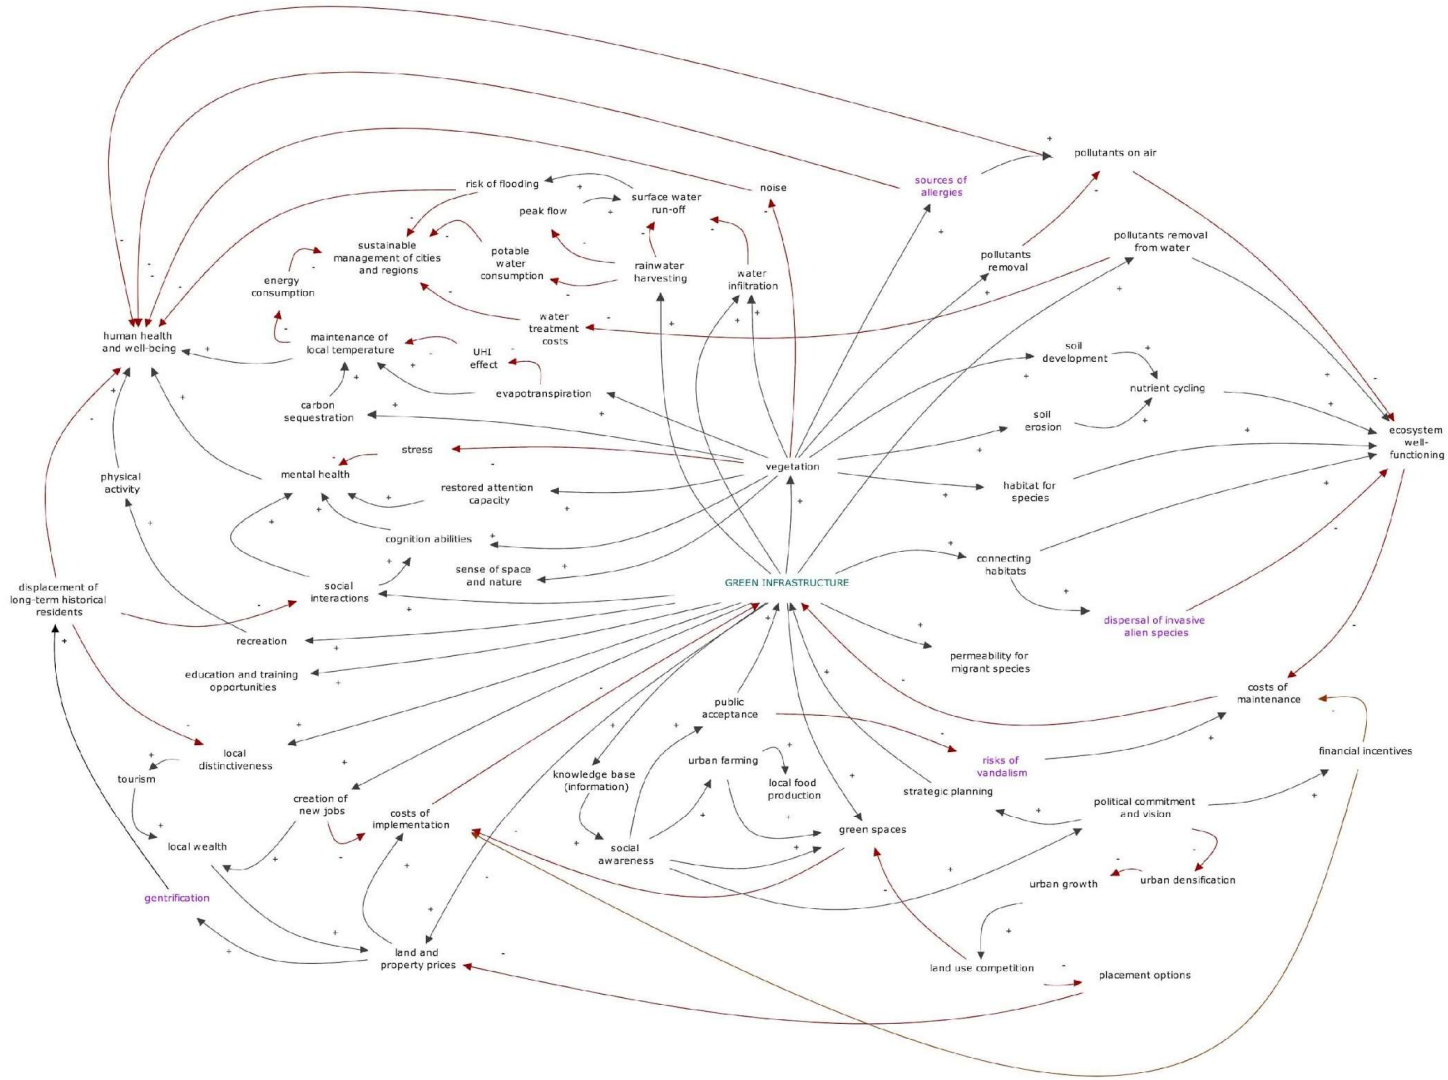 pollutants on air
sources of
allergies
risk of flooding
noise
surface water
run-off
peak flow
pollutants removal
from water
sustainable
management of cities
and regions
potable
water
consumption
pollutants
removal
rainwater
harvesting
water
infiltration
energy
consumption
water
treatment
costs
human health
and well-being
maintenance of
local temperature
UHI
effect
soil
development
nutrient cycling
evapotranspiration
carbon
sequestration
soil
erosion
ecosystem
well-
functioning
stress
vegetation
mental health
physical
activity
restored attention
capacity
habitat for
species
cognition abilities
connecting
habitats
sense of space
and nature
GREEN INFRASTRUCTURE
displacement of
long-term historical
residents
social
interactions
dispersal of invasive
alien species
recreation
permeability for
migrant species
education and training
opportunities
costs of
maintenance
public
acceptance
local
distinctiveness
financial incentives
tourism
urban farming
risks of
vandalism
knowledge base
(information)
local food
production
strategic planning
creation of
new jobs
costs of
implementation
political commitment
and vision
green spaces
local wealth
social
awareness
urban growth
urban densification
gentrification
land and
property prices
land use competition
placement options